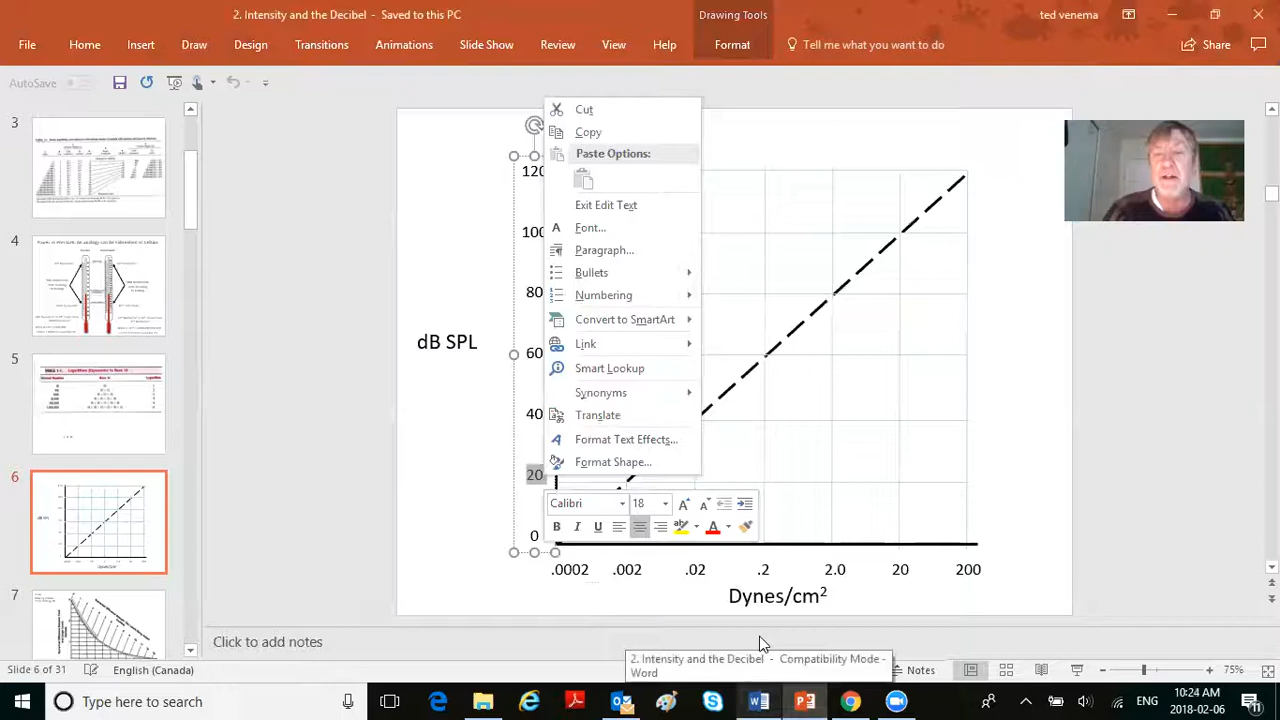 2. Intensity and the Decibel - Saved to this PC
Drawing Tools
ted venema
File
Home
Insert
Draw
Design
Transitions
Animations
Slide Show
Review
View
Help
Format
Tell me what you want to do
Share
AutoSave
3
4
5
6
7
Cut
Copy
Paste Options:
Exit Edit Text
Font...
Paragraph...
Bullets
Numbering
Convert to SmartArt
Link
Smart Lookup
Synonyms
Translate
Format Text Effects...
Format Shape...
Calibri
18
B I U
dB SPL
120
100
80
60
40
20
0
.0002 .002 .02 .2 2.0 20 200
Dynes/cm²
Click to add notes
2. Intensity and the Decibel - Compatibility Mode -
Word
Slide 6 of 31
English (Canada)
Notes
75%
Type here to search
ENG
10:24 AM
2018-02-06